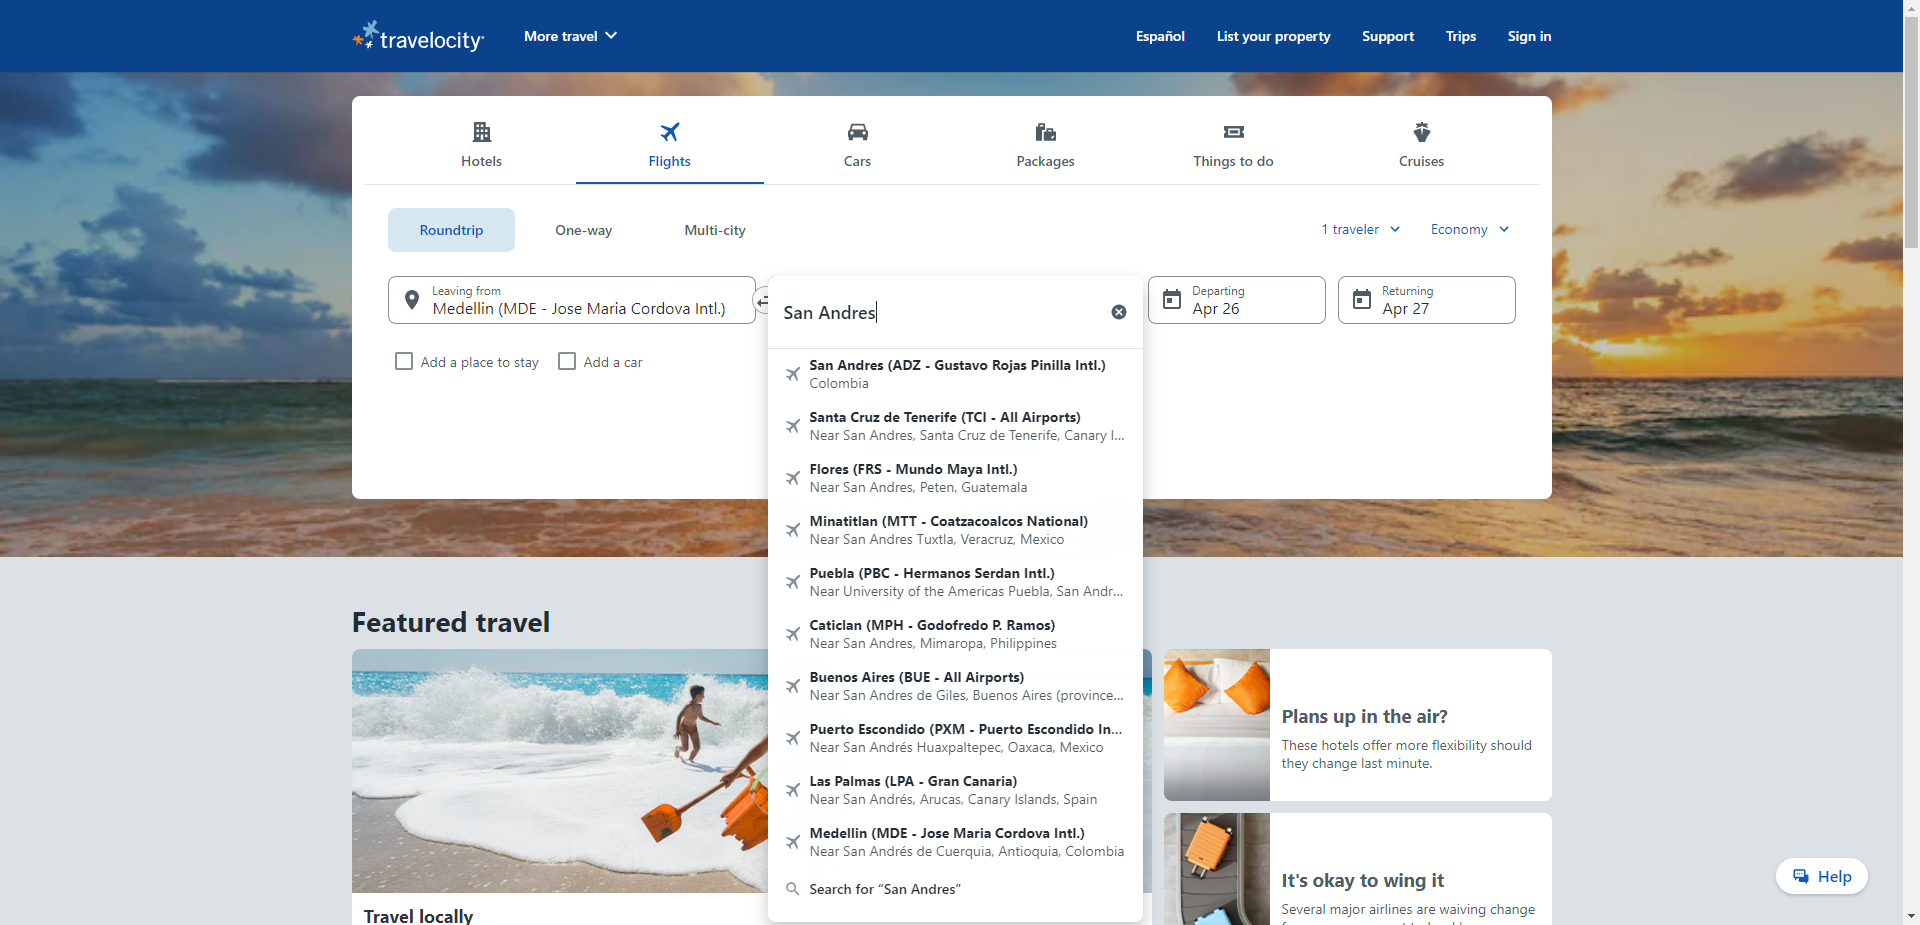 travelocity
More travel
Español
List your property
Support
Trips
Sign in
Hotels
Flights
Cars
Packages
Things to do
Cruises
Roundtrip
One-way
Multi-city
1 traveler
Economy
Leaving from
Medellin (MDE - Jose Maria Cordova Intl.)
San Andres
Departing
Apr 26
Returning
Apr 27
Add a place to stay
Add a car
San Andres (ADZ - Gustavo Rojas Pinilla Intl.)
Colombia
Santa Cruz de Tenerife (TCI - All Airports)
Near San Andres, Santa Cruz de Tenerife, Canary I...
Flores (FRS - Mundo Maya Intl.)
Near San Andres, Peten, Guatemala
Minatitlan (MTT - Coatzacoalcos National)
Near San Andres Tuxtla, Veracruz, Mexico
Puebla (PBC - Hermanos Serdan Intl.)
Near University of the Americas Puebla, San Andr...
Caticlan (MPH - Godofredo P. Ramos)
Near San Andres, Mimaropa, Philippines
Buenos Aires (BUE - All Airports)
Near San Andres de Giles, Buenos Aires (province...
Puerto Escondido (PXM - Puerto Escondido In...
Near San Andrés Huaxpaltepec, Oaxaca, Mexico
Las Palmas (LPA - Gran Canaria)
Near San Andrés, Arucas, Canary Islands, Spain
Medellin (MDE - Jose Maria Cordova Intl.)
Near San Andrés de Cuerquia, Antioquia, Colombia
Search for “San Andres”
Featured travel
Travel locally
Plans up in the air?
These hotels offer more flexibility should
they change last minute.
It's okay to wing it
Several major airlines are waiving change
Help